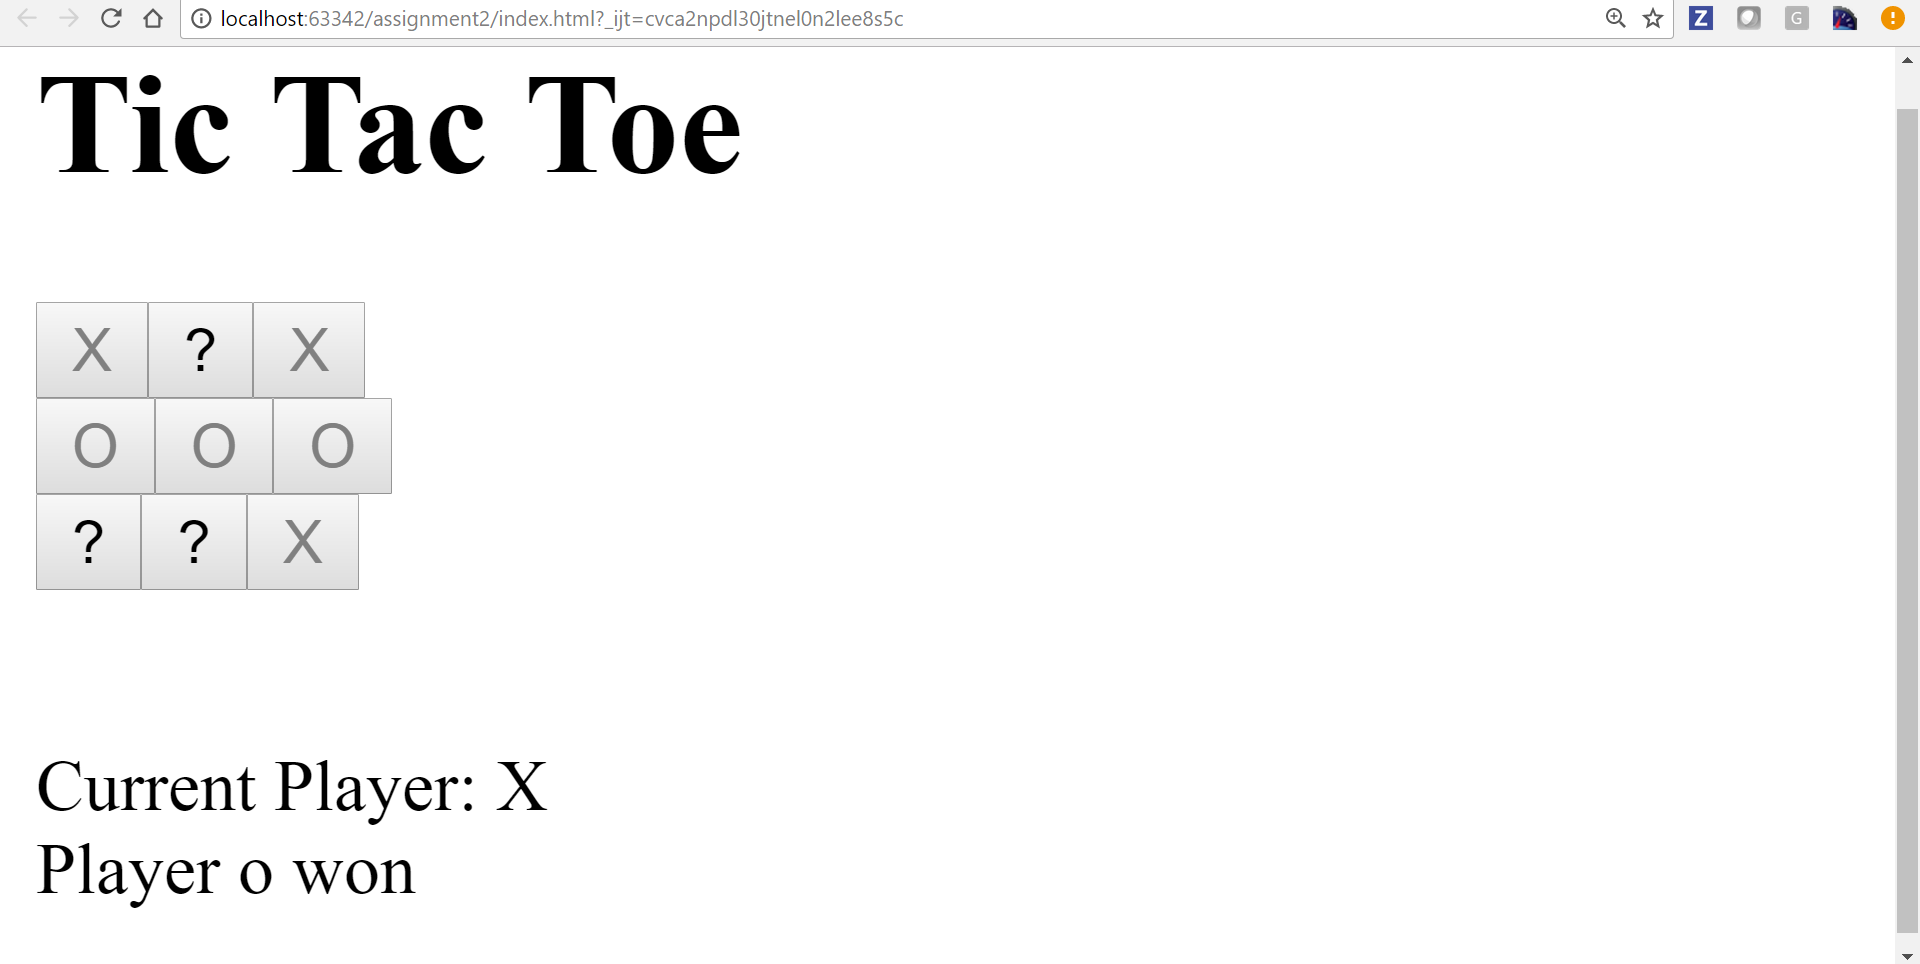 localhost:63342/assignment2/index.html?_ijt=cvca2npdl30jtnel0n2lee8s5c
Z
G
Tic Tac Toe
X ? X
O O O
? ? X
Current Player: X
Player o won